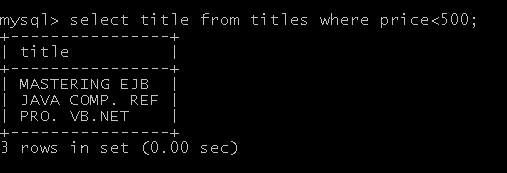 mysql> select title from titles where price<500;
+----------------+
| title          |
+----------------+
| MASTERING EJB  |
| JAVA COMP. REF |
| PRO. VB.NET    |
+----------------+
3 rows in set (0.00 sec)